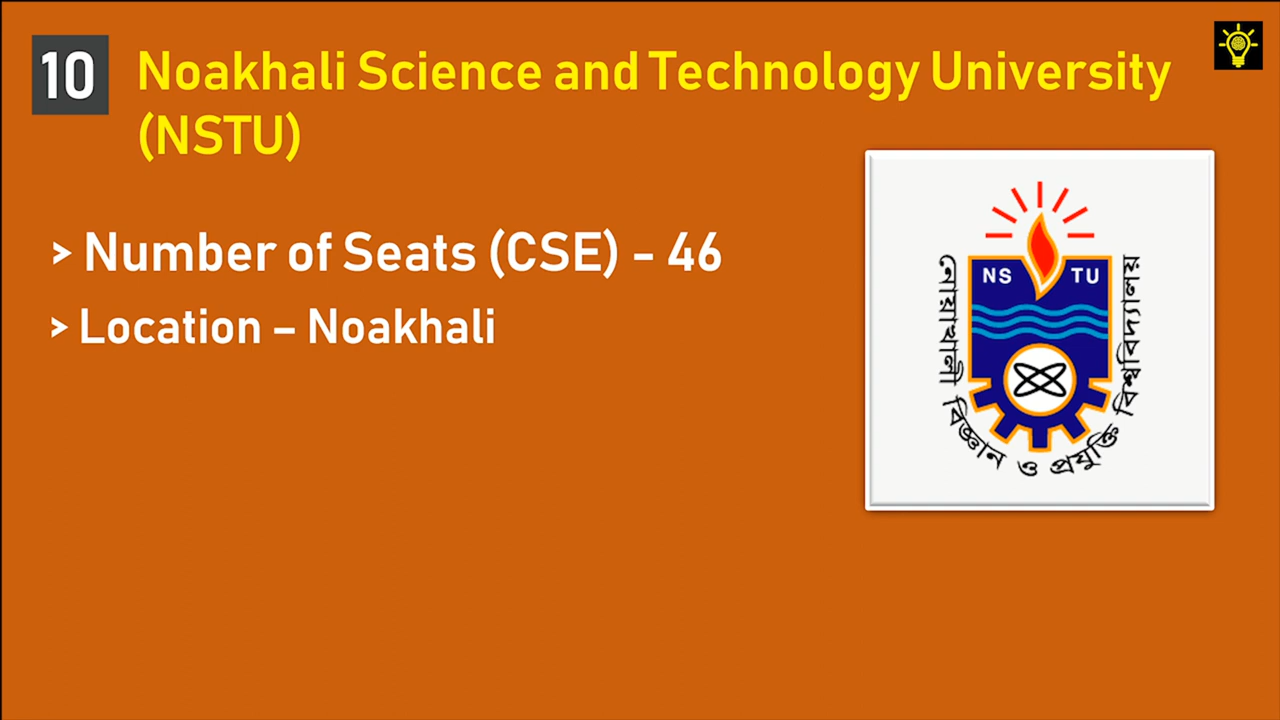 10
Noakhali Science and Technology University
(NSTU)
> Number of Seats (CSE) – 46
> Location – Noakhali
NS TU
নোয়াখালী বিজ্ঞান ও প্রযুক্তি বিশ্ববিদ্যালয়